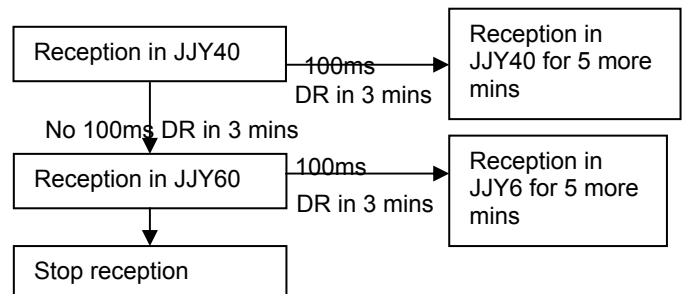 Reception in JJY40
100ms
DR in 3 mins
Reception in
JJY40 for 5 more
mins
No 100ms DR in 3 mins
Reception in JJY60
100ms
DR in 3 mins
Reception in
JJY6 for 5 more
mins
Stop reception